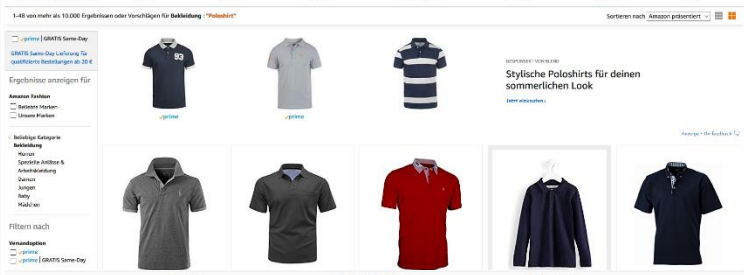 1-48 von mehr als 10.000 Ergebnissen oder Vorschlägen für Bekleidung : "Poloshirt"
Sortieren nach Amazon präsentiert
prime | GRATIS Same-Day
GRATIS Same-Day Lieferung für
qualifizierte Bestellungen ab 20 €
Ergebnisse anzeigen für
Amazon Fashion
Beliebte Marken
Unsere Marken
Beliebige Kategorie
Bekleidung
Herren
Spezielle Anlässe &
Arbeitskleidung
Damen
Jungen
Baby
Mädchen
Filtern nach
Versandoption
prime
prime | GRATIS Same-Day
93
prime
prime
Stylische Poloshirts für deinen
sommerlichen Look
Jetzt einkaufen ›